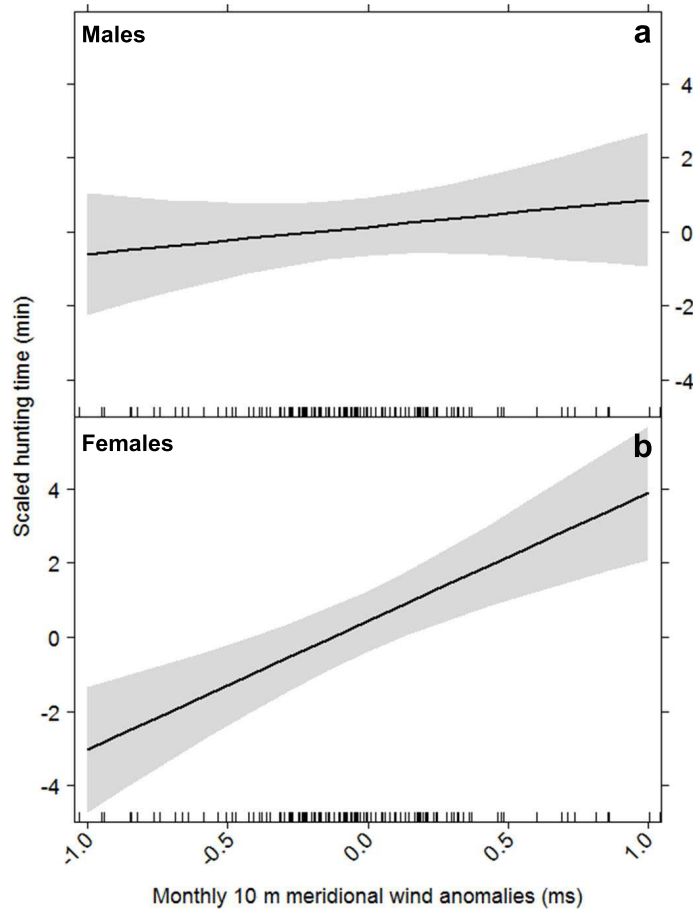 Males
a
4
2
0
-2
-4
Scaled hunting time (min)
Females
b
4
2
0
-2
-4
-1.0
-0.5
0.0
0.5
1.0
Monthly 10 m meridional wind anomalies (ms)